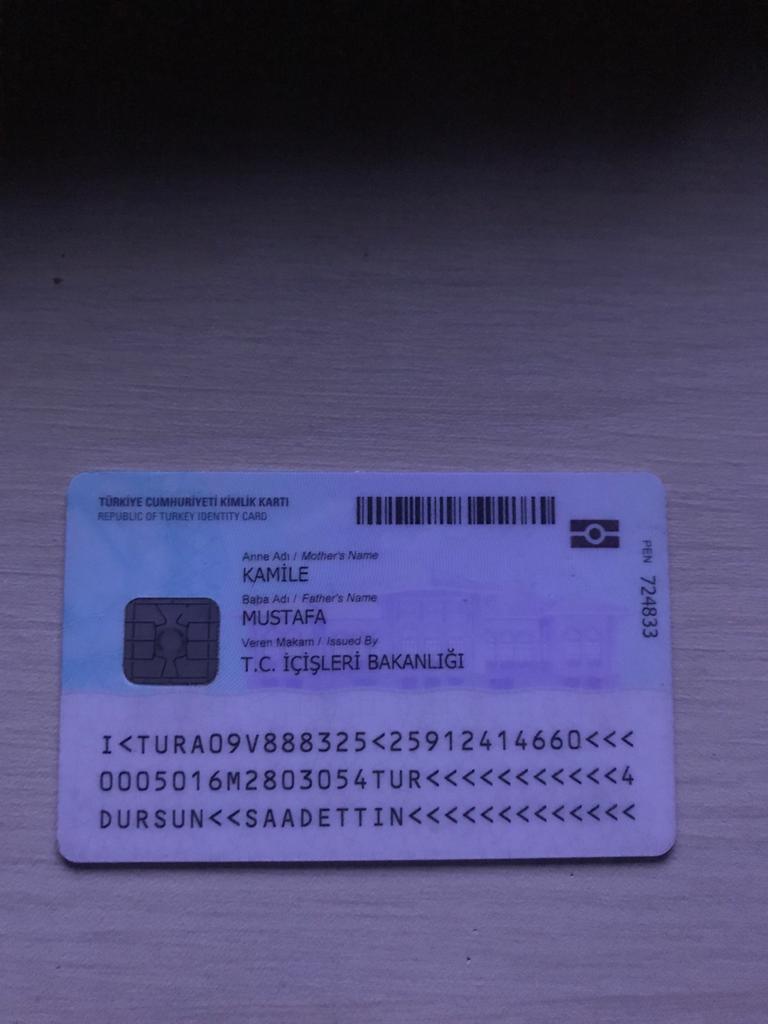 TÜRKİYE CUMHURİYETİ KİMLİK KARTI
REPUBLIC OF TURKEY IDENTITY CARD
Anne Adı / Mother's Name
KAMİLE
Baba Adı / Father's Name
MUSTAFA
Veren Makam / Issued By
T.C. İÇİŞLERİ BAKANLIĞI
PEN 724833
I<TURA09V888325<25912414660<<<
0005016M2803054TUR<<<<<<<<<<<4
DURSUN<<SAADETTIN<<<<<<<<<<<<<